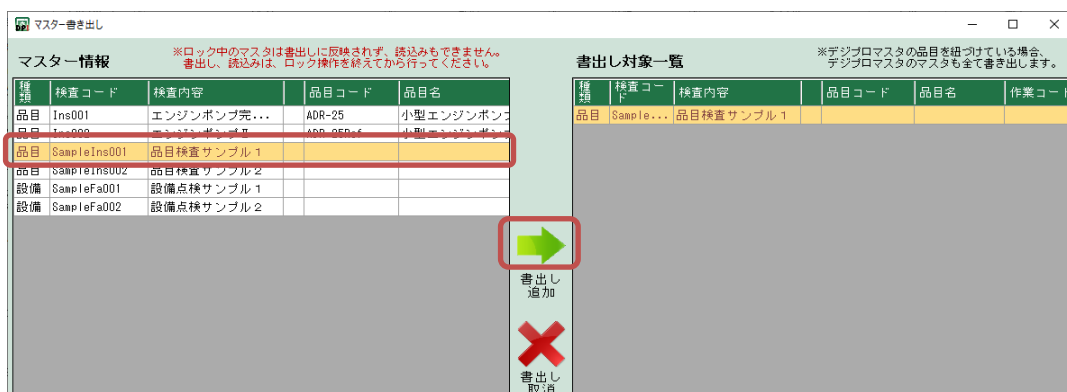 マスター書き出し
マスター情報
※ロック中のマスタは書出しに反映されず、読込みもできません。
書出し、読込みは、ロック操作を終えてから行ってください。
種類 検査コード 検査内容 品目コード 品目名
品目 Ins001 エンジンポンプ完... ADR-25 小型エンジンポンプ
品目 Ins002
品目 SampleIns001 品目検査サンプル1
品目 SampleIns002 品目検査サンプル2
設備 SampleFa001 設備点検サンプル1
設備 SampleFa002 設備点検サンプル2
書出し
追加
書出し
取消
書出し対象一覧
※デジプロマスタの品目を紐づけている場合、
デジプロマスタのマスタも全て書き出します。
種類 検査コード 検査内容 品目コード 品目名 作業コード
品目 Sample... 品目検査サンプル1